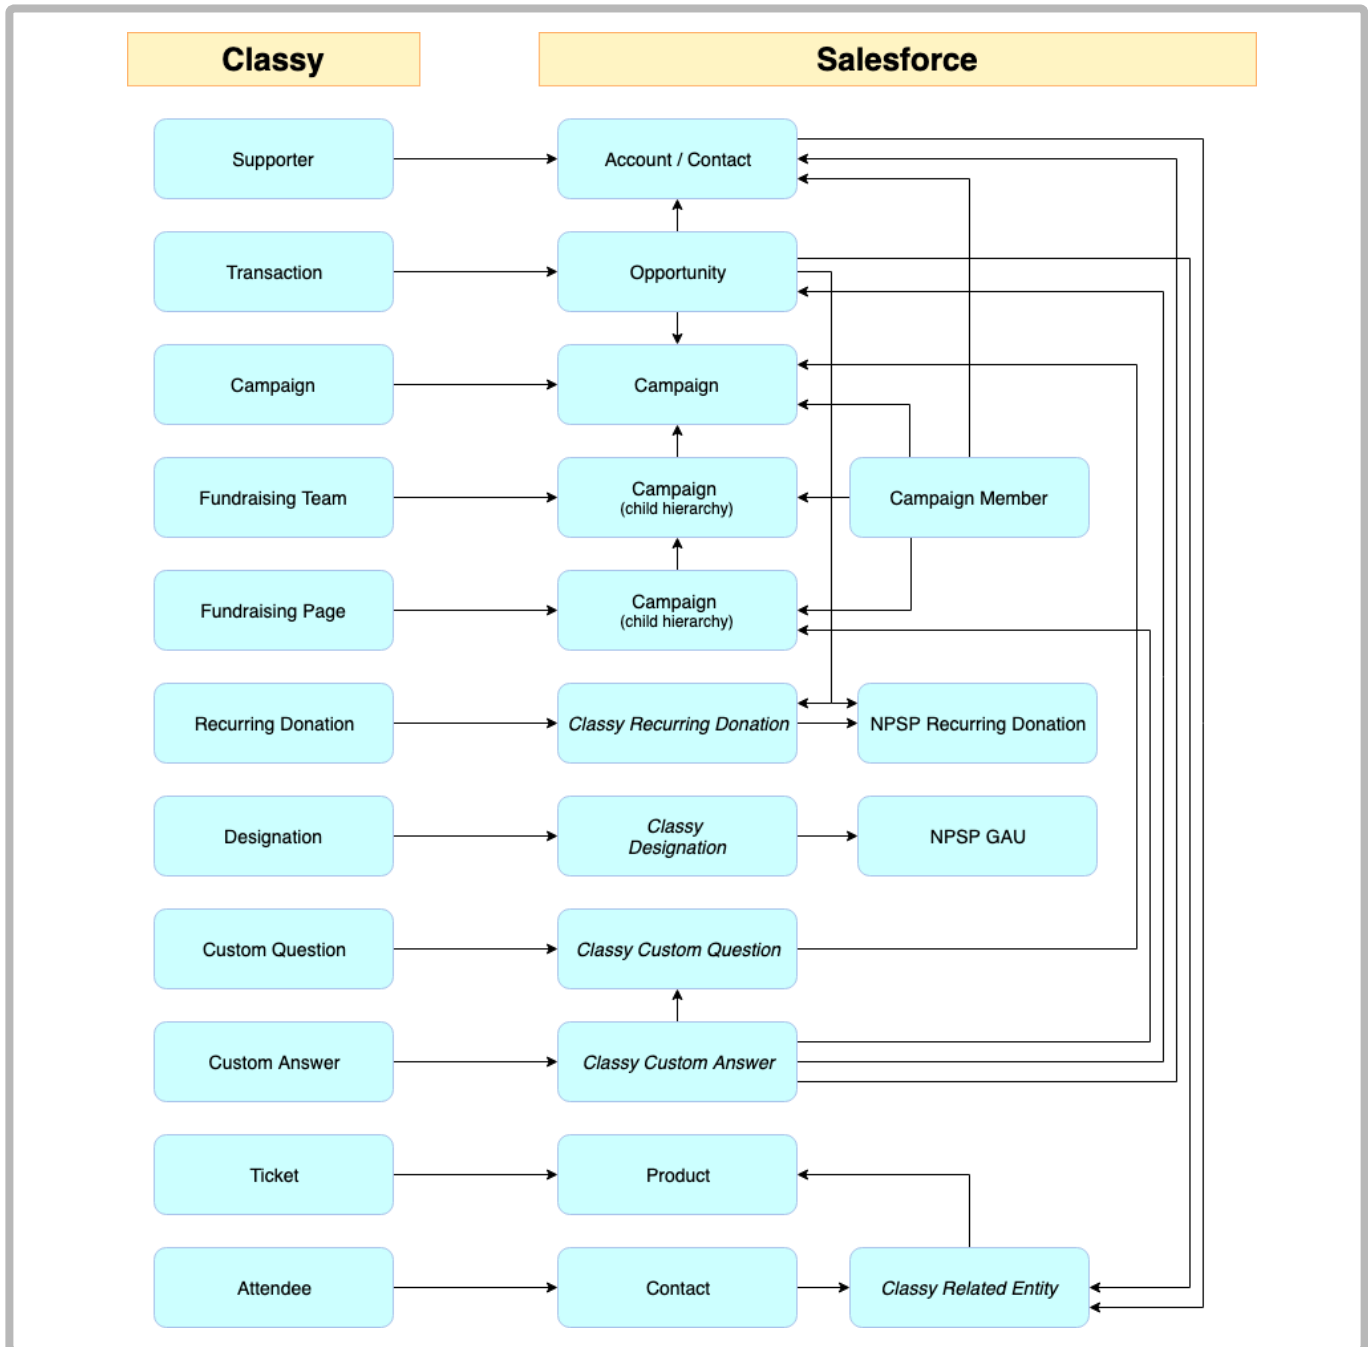 Classy
Salesforce
Supporter
Account / Contact
Transaction
Opportunity
Campaign
Campaign
Fundraising Team
Campaign
(child hierarchy)
Campaign Member
Fundraising Page
Campaign
(child hierarchy)
Recurring Donation
Classy Recurring Donation
NPSP Recurring Donation
Designation
Classy
Designation
NPSP GAU
Custom Question
Classy Custom Question
Custom Answer
Classy Custom Answer
Ticket
Product
Attendee
Contact
Classy Related Entity